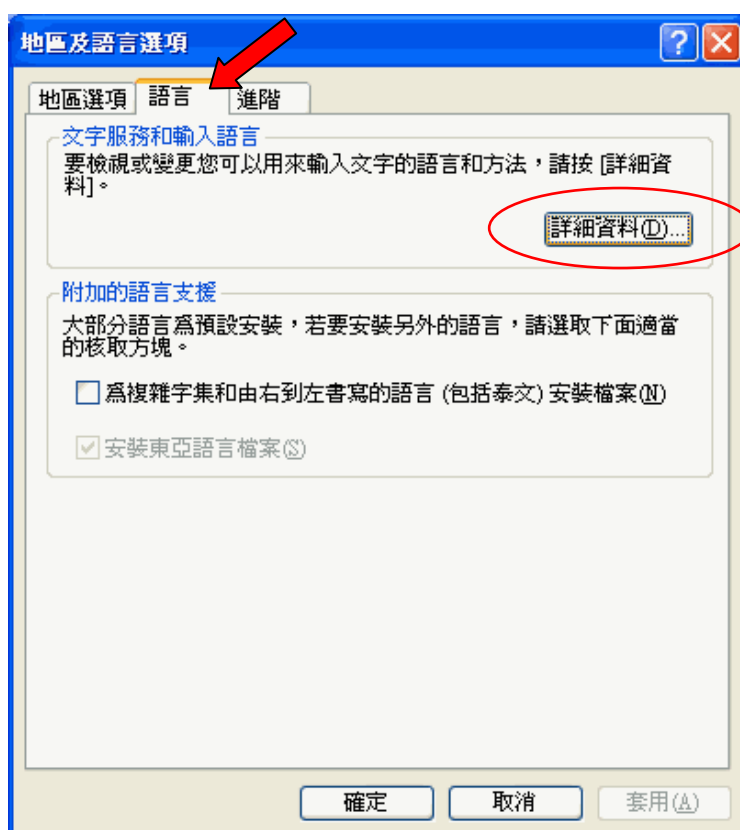 地區及語言選項
地區選項 語言 進階
文字服務和輸入語言
要檢視或變更您可以用來輸入文字的語言和方法，請按 [詳細資
料]。
詳細資料(D)...
附加的語言支援
大部分語言爲預設安裝，若要安裝另外的語言，請選取下面適當
的核取方塊。
爲複雜字集和由右到左書寫的語言 (包括泰文) 安裝檔案(N)
安裝東亞語言檔案(S)
確定 取消 套用(A)